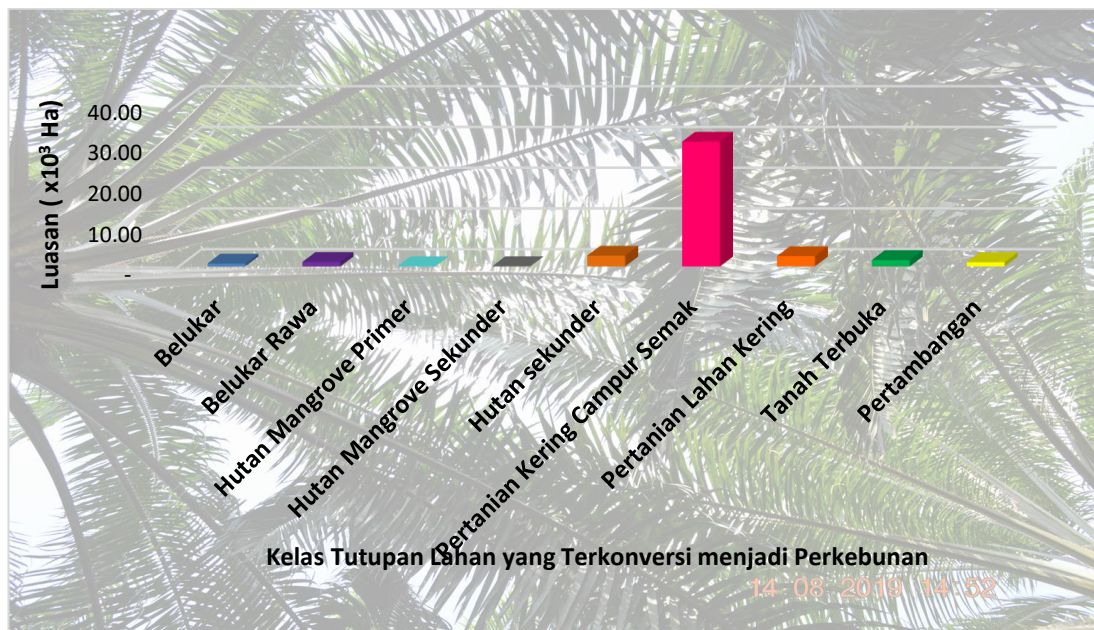 Luasan ( x10³ Ha)
40.00
30.00
20.00
10.00
-
Belukar
Belukar Rawa
Hutan Mangrove Primer
Hutan Mangrove Sekunder
Hutan sekunder
Pertanian Kering Campur Semak
Pertanian Lahan Kering
Tanah Terbuka
Pertambangan
Kelas Tutupan Lahan yang Terkonversi menjadi Perkebunan
14 08 2019 14:52